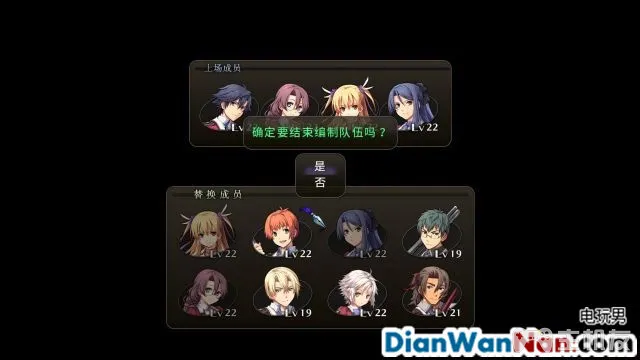 上场成员
Lv 22
确定要结束编制队伍吗？
是
否
替换成员
Lv 22 Lv 22 Lv 22 Lv 19
Lv 22 Lv 19 Lv 22 Lv 21
电玩男
DianWanNan.com